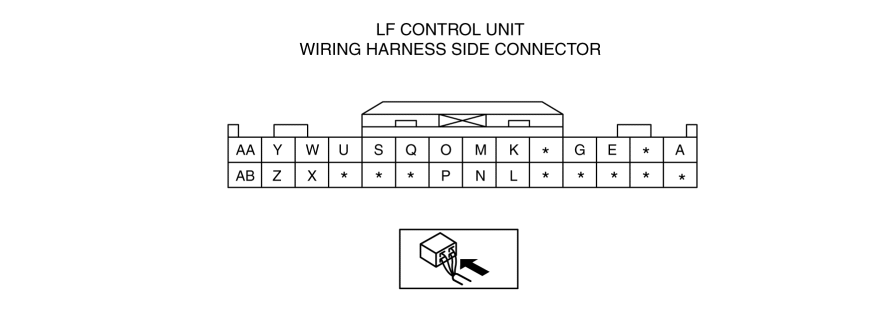 LF CONTROL UNIT
WIRING HARNESS SIDE CONNECTOR
AA Y W U S Q O M K * G E * A
AB Z X * * * P N L * * * * *